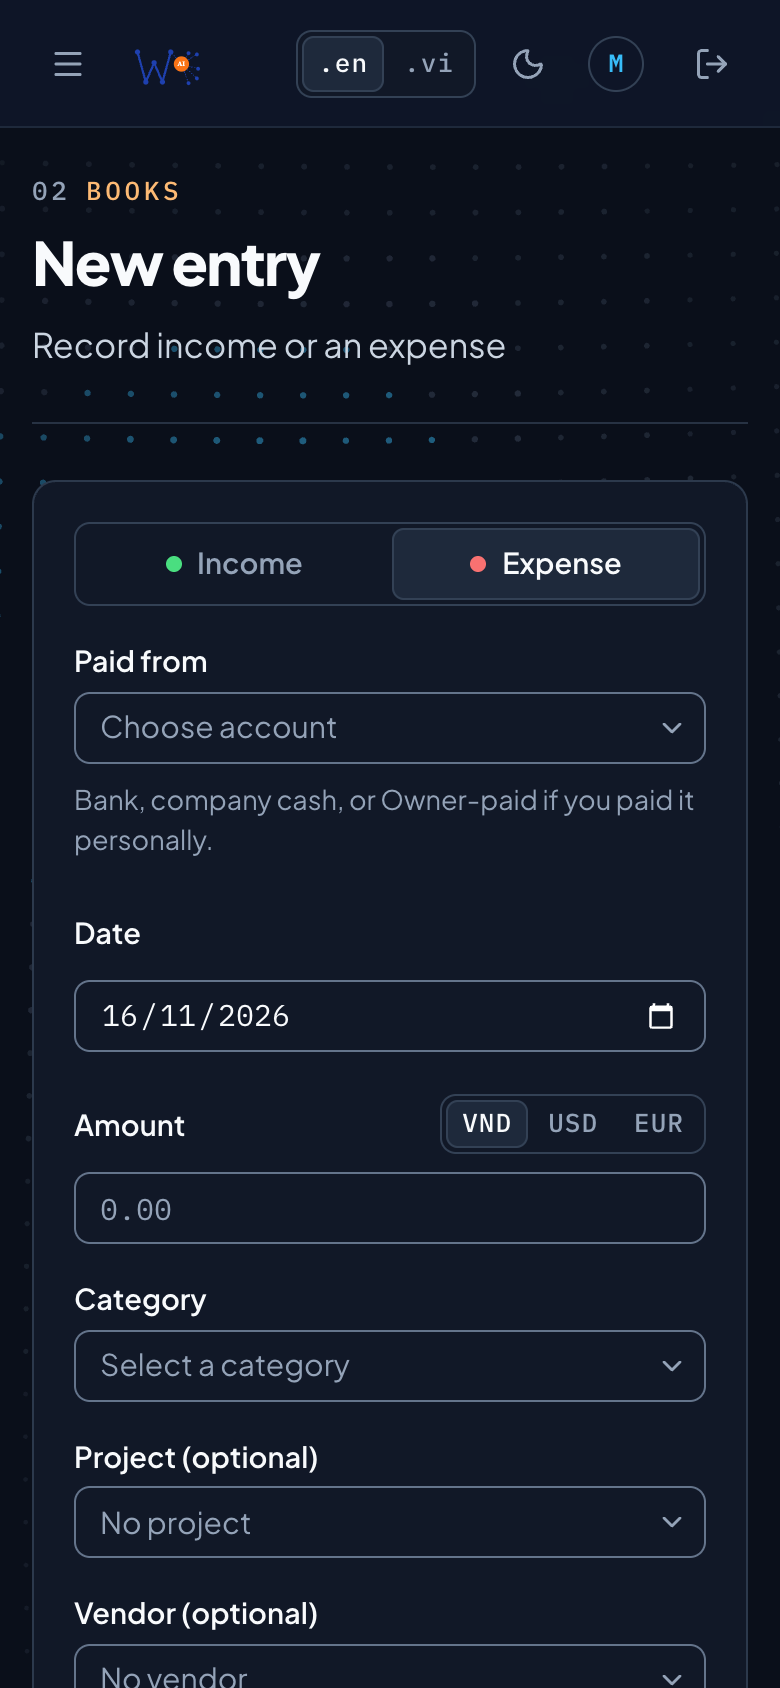 W AI
.en .vi M
02 BOOKS
New entry
Record income or an expense
Income Expense
Paid from
Choose account
Bank, company cash, or Owner-paid if you paid it
personally.
Date
16/11/2026
Amount VND USD EUR
0.00
Category
Select a category
Project (optional)
No project
Vendor (optional)
No vendor